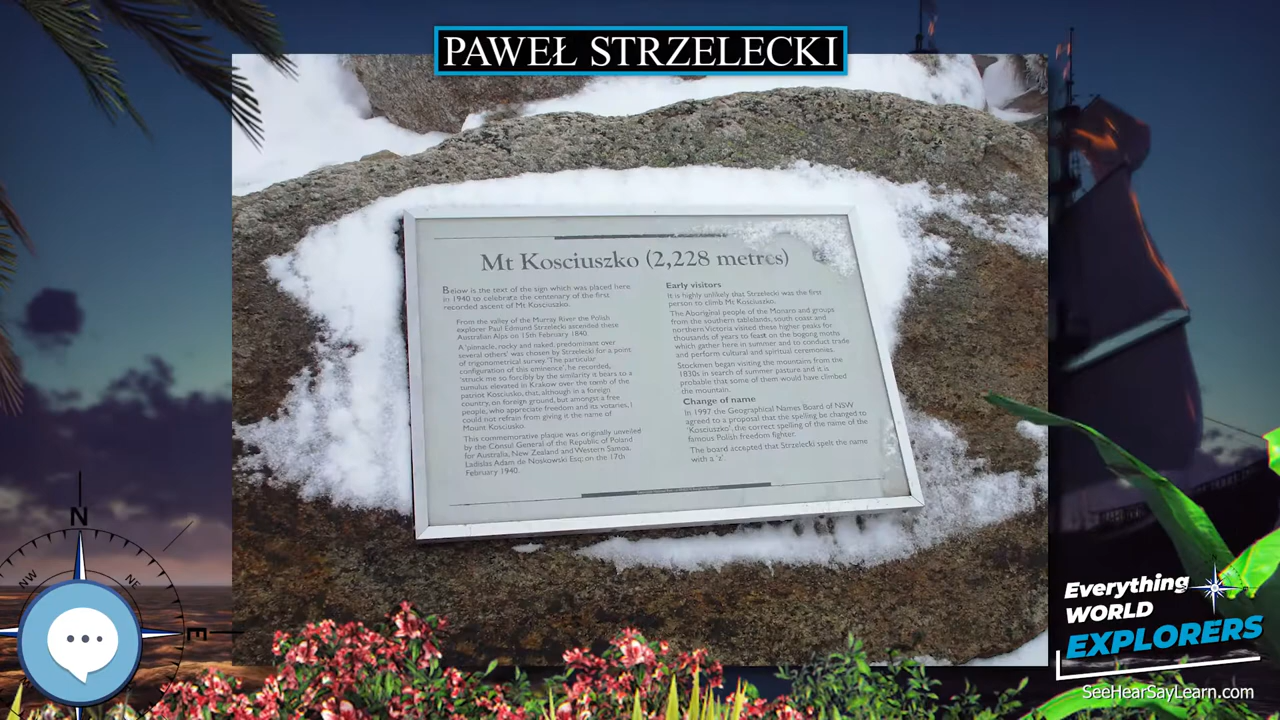 PAWEŁ STRZELECKI
Mt Kosciuszko (2,228 metres)
Below is the text of the sign which was placed here
in 1940 to celebrate the centenary of the first
recorded ascent of Mt Kosciuszko.
From the valley of the Murray River the Polish
explorer Paul Edmund Strzelecki ascended these
Australian Alps on 15th February 1840.
A 'pinnacle, rocky and naked, predominant over
several others' was chosen by Strzelecki for a point
of trigonometrical survey. 'The particular
configuration of this eminence', he recorded,
'struck me so forcibly by the similarity it bears to a
tumulus elevated in Krakow over the tomb of the
patriot Kosciusko, that, although in a foreign
country, on foreign ground, but amongst a free
people, who appreciate freedom and its votaries, I
could not refrain from giving it the name of
Mount Kosciusko.
This commemorative plaque was originally unveiled
by the Consul General of the Republic of Poland
for Australia, New Zealand and Western Samoa,
Ladislas Adam de Noskowski Esq; on the 17th
February 1940.
Early visitors
It is highly unlikely that Strzelecki was the first
person to climb Mt Kosciuszko.
The Aboriginal people of the Monaro and groups
from the southern tablelands, south coast and
northern Victoria visited these higher peaks for
thousands of years to feast on the bogong moths
which gather here in summer and to conduct trade
and perform cultural and spiritual ceremonies.
Stockmen began visiting the mountains from the
1830s in search of summer pasture and it is
probable that some of them would have climbed
the mountain.
Change of name
In 1997 the Geographical Names Board of NSW
agreed to a proposal that the spelling be changed to
'Kosciuszko', the correct spelling of the name of the
famous Polish freedom fighter.
The board accepted that Strzelecki spelt the name
with a 'z'.
N
NW
NE
E
Everything
WORLD
EXPLORERS
SeeHearSayLearn.com